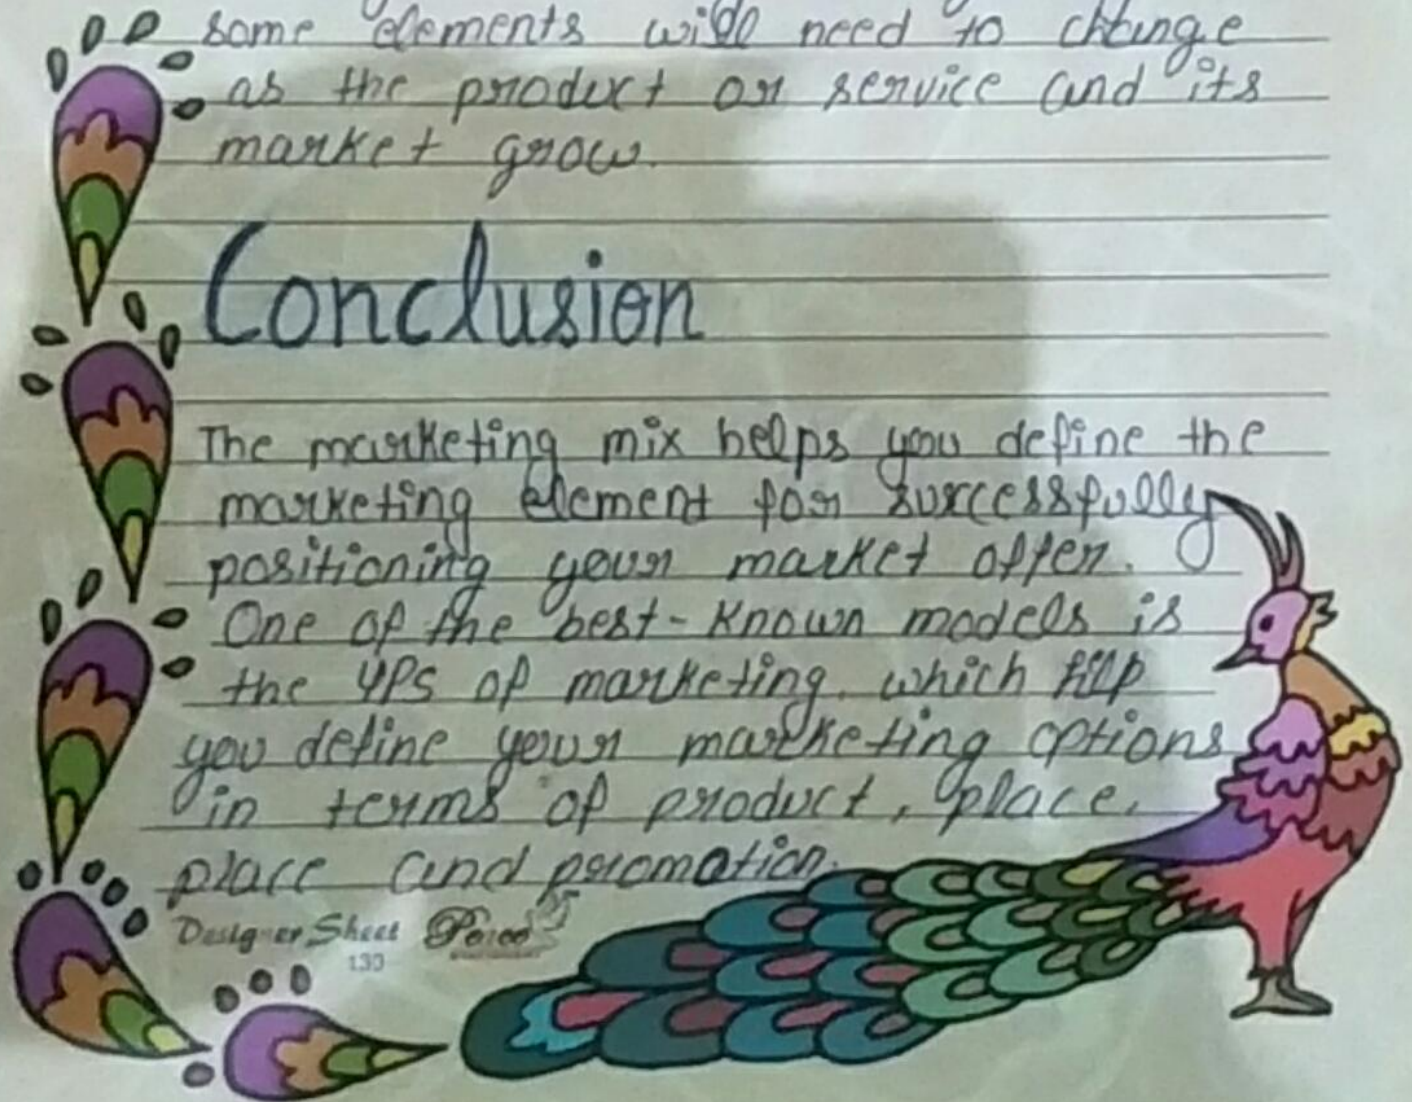 some elements will need to change
as the product or service and its
market grow.
Conclusion
The marketing mix helps you define the
marketing element for successfully
positioning your market offer.
One of the best-known models is
the 4Ps of marketing. which help
you define your marketing options
in terms of product, place,
place and promotion.
Designer Sheet
130